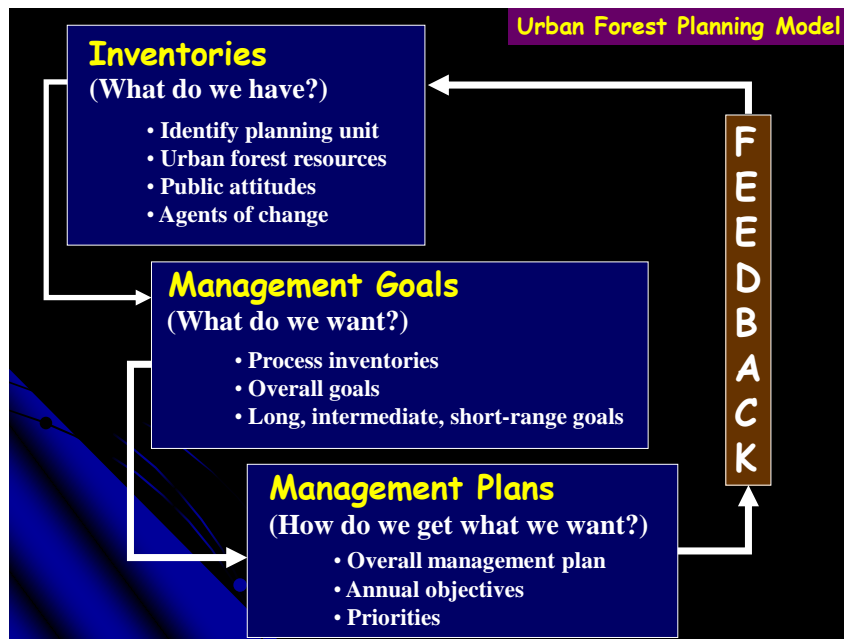 Urban Forest Planning Model
Inventories
(What do we have?)
• Identify planning unit
• Urban forest resources
• Public attitudes
• Agents of change
Management Goals
(What do we want?)
• Process inventories
• Overall goals
• Long, intermediate, short-range goals
Management Plans
(How do we get what we want?)
• Overall management plan
• Annual objectives
• Priorities
F
E
E
D
B
A
C
K